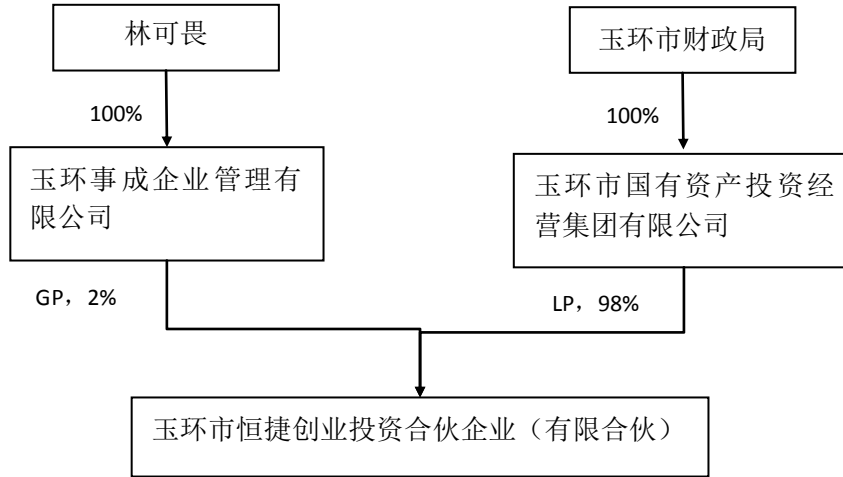 林可畏
玉环市财政局
100%
100%
玉环事成企业管理有
限公司
玉环市国有资产投资经
营集团有限公司
GP，2%
LP，98%
玉环市恒捷创业投资合伙企业（有限合伙）